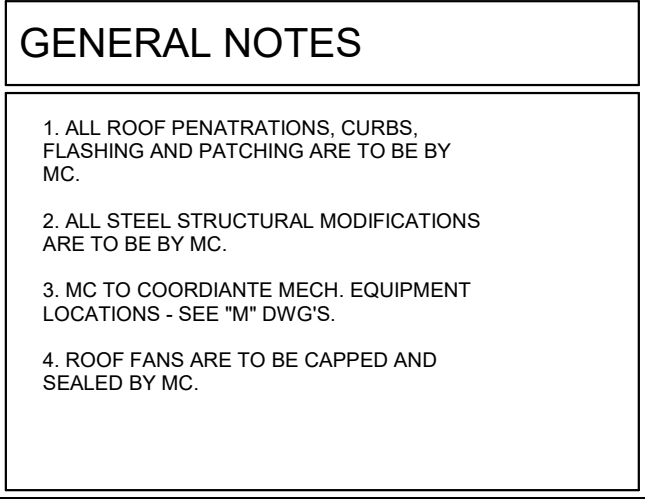 GENERAL NOTES
1. ALL ROOF PENATRATIONS, CURBS,
FLASHING AND PATCHING ARE TO BE BY
MC.
2. ALL STEEL STRUCTURAL MODIFICATIONS
ARE TO BE BY MC.
3. MC TO COORDIANTE MECH. EQUIPMENT
LOCATIONS - SEE "M" DWG'S.
4. ROOF FANS ARE TO BE CAPPED AND
SEALED BY MC.